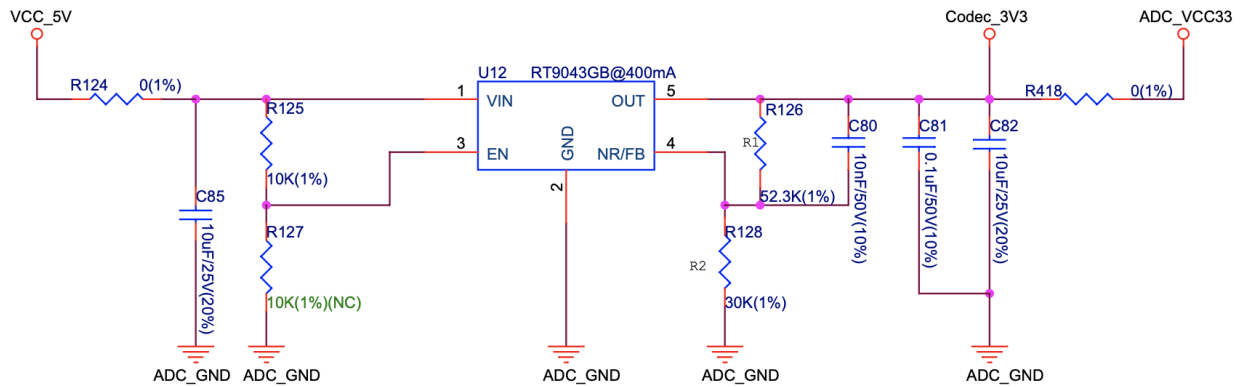 VCC_5V
Codec_3V3
ADC_VCC33
R124
0(1%)
U12
RT9043GB@400mA
R418
0(1%)
1
VIN
OUT
5
R125
R126
C80
C81
C82
R1
3
EN
GND
NR/FB
4
10K(1%)
2
52.3K(1%)
10nF/50V(10%)
0.1uF/50V(10%)
10uF/25V(20%)
C85
10uF/25V(20%)
R127
R128
R2
10K(1%)(NC)
30K(1%)
ADC_GND
ADC_GND
ADC_GND
ADC_GND
ADC_GND